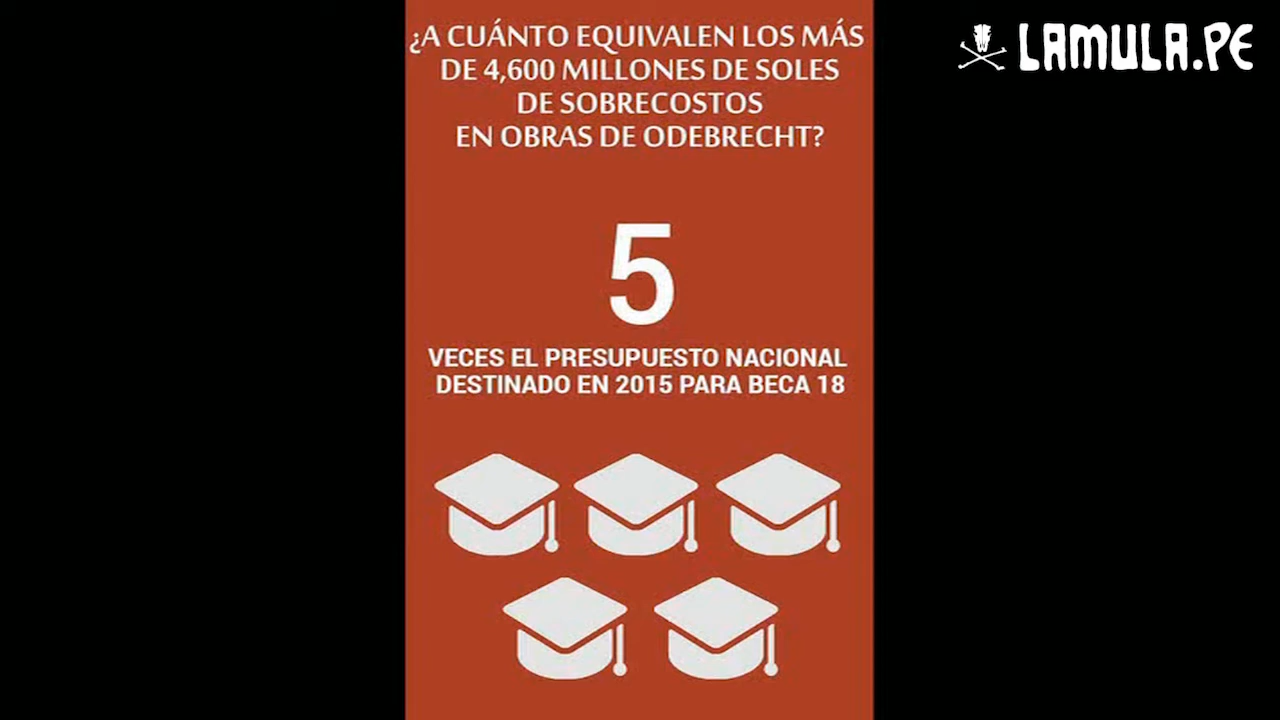 ¿A CUÁNTO EQUIVALEN LOS MÁS
DE 4,600 MILLONES DE SOLES
DE SOBRECOSTOS
EN OBRAS DE ODEBRECHT?
LAMULA.PE
5
VECES EL PRESUPUESTO NACIONAL
DESTINADO EN 2015 PARA BECA 18